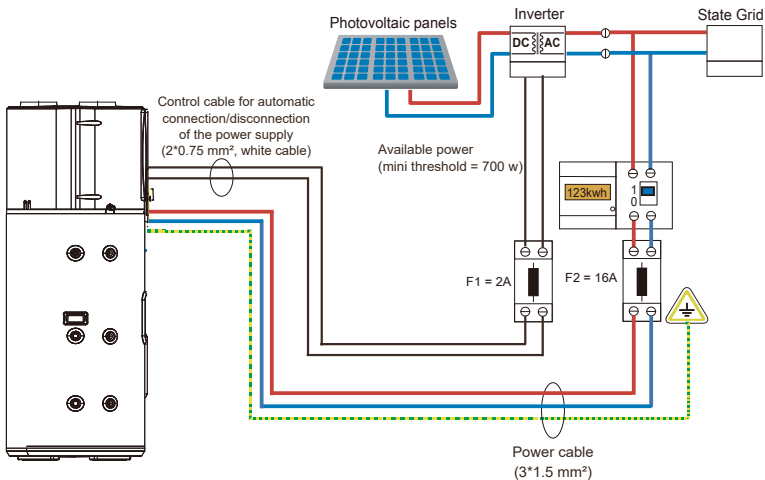 Photovoltaic panels
Inverter
State Grid
DC
AC
Control cable for automatic
connection/disconnection
of the power supply
(2*0.75 mm², white cable)
Available power
(mini threshold = 700 w)
123kwh
1
0
F1 = 2A
F2 = 16A
Power cable
(3*1.5 mm²)